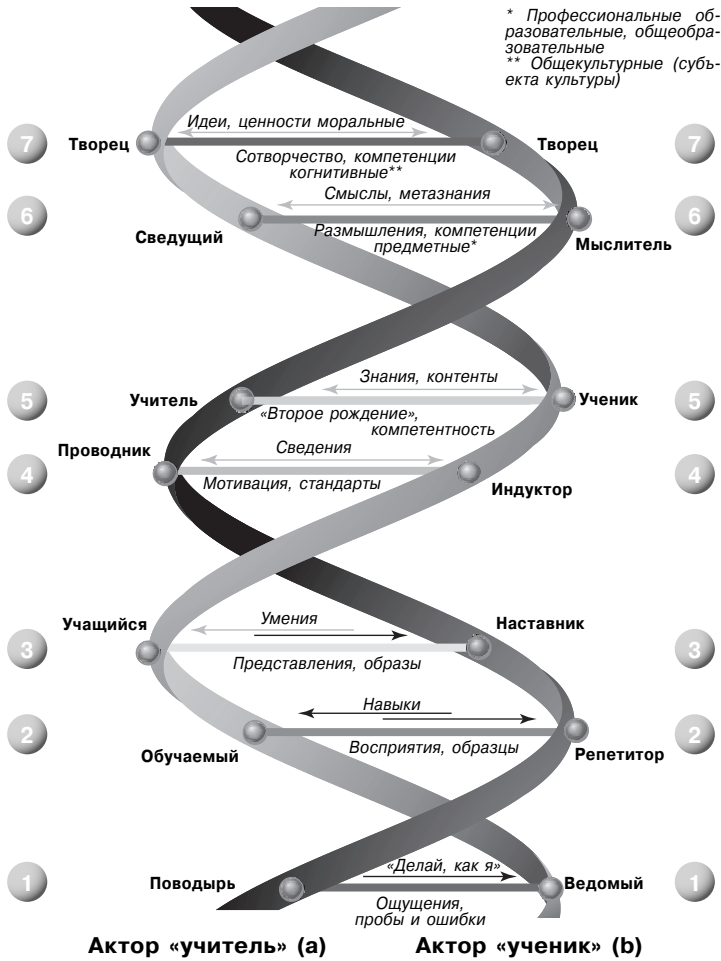 * Профессиональные об-
разовательные, общеобра-
зовательные
** Общекультурные (субъ-
екта культуры)
Идеи, ценности моральные
7 Творец Творец 7
Сотворчество, компетенции
когнитивные**
Смыслы, метазнания
6 Сведущий Мыслитель 6
Размышления, компетенции
предметные*
Знания, контенты
5 Учитель Ученик 5
«Второе рождение»,
компетентность
Проводник
Сведения
4 4
Мотивация, стандарты
Индуктор
Учащийся Наставник
Умения
3 3
Представления, образы
Навыки
2 2
Восприятия, образцы
Обучаемый Репетитор
«Делай, как я»
1 Поводырь Ведомый 1
Ощущения,
пробы и ошибки
Актор «учитель» (a) Актор «ученик» (b)